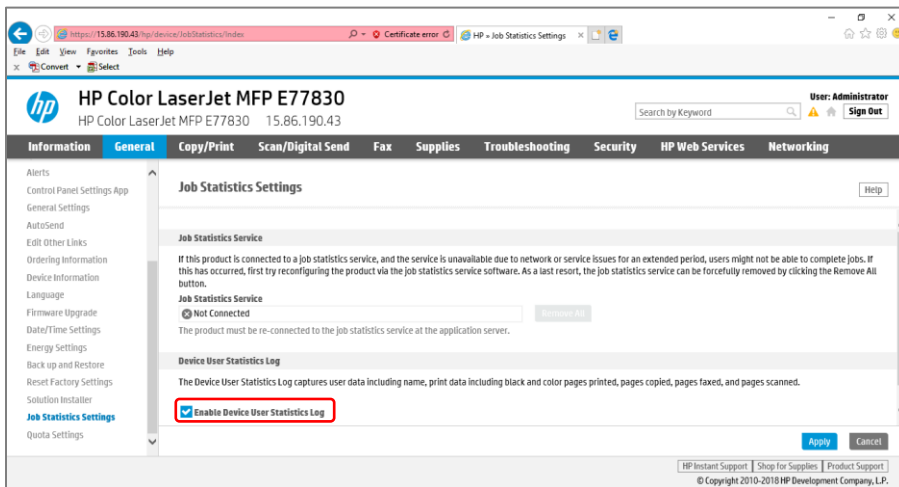 https://15.86.190.43/hp/device/JobStatistics/Index
Certificate error
HP » Job Statistics Settings
File Edit View Favorites Tools Help
x Convert Select
hp
HP Color LaserJet MFP E77830
HP Color LaserJet MFP E77830 15.86.190.43
User: Administrator
Search by Keyword
Sign Out
Information General Copy/Print Scan/Digital Send Fax Supplies Troubleshooting Security HP Web Services Networking
Alerts
Control Panel Settings App
General Settings
AutoSend
Edit Other Links
Ordering Information
Device Information
Language
Firmware Upgrade
Date/Time Settings
Energy Settings
Back up and Restore
Reset Factory Settings
Solution Installer
Job Statistics Settings
Quota Settings
Job Statistics Settings
Help
Job Statistics Service
If this product is connected to a job statistics service, and the service is unavailable due to network or service issues for an extended period, users might not be able to complete jobs. If
this has occurred, first try reconfiguring the product via the job statistics service software. As a last resort, the job statistics service can be forcefully removed by clicking the Remove All
button.
Job Statistics Service
Not Connected
Remove All
The product must be re-connected to the job statistics service at the application server.
Device User Statistics Log
The Device User Statistics Log captures user data including name, print data including black and color pages printed, pages copied, pages faxed, and pages scanned.
Enable Device User Statistics Log
Apply Cancel
HP Instant Support Shop for Supplies Product Support
© Copyright 2010-2018 HP Development Company, L.P.